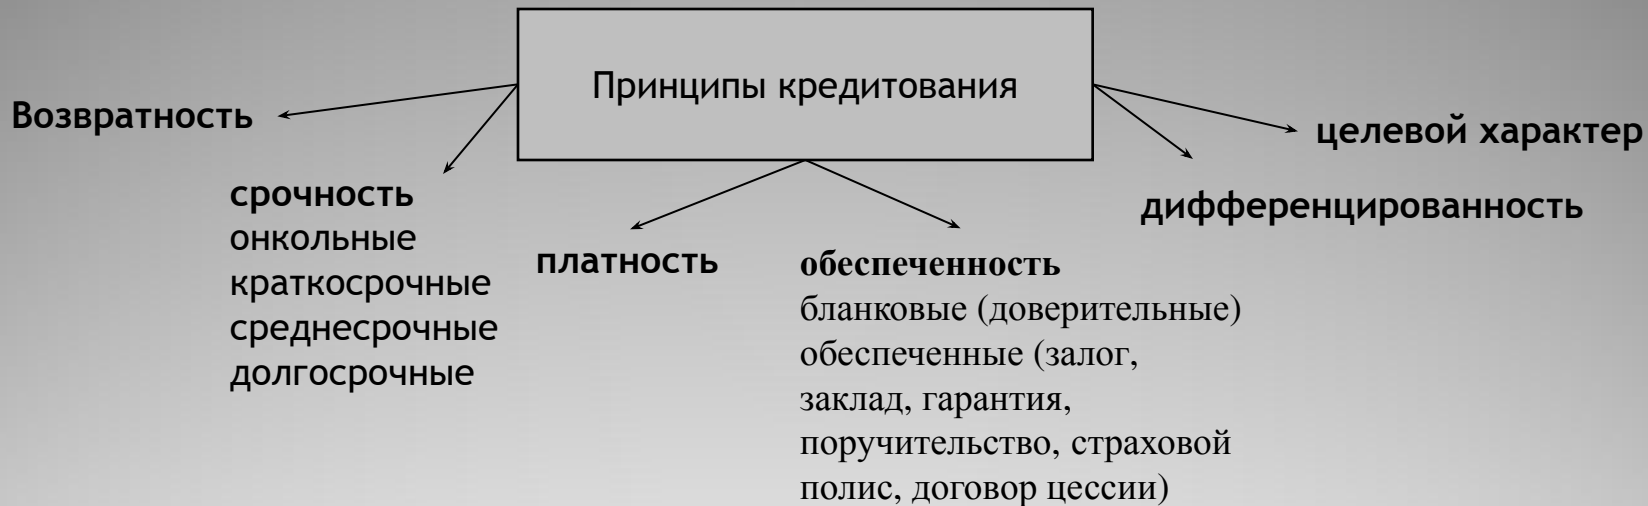 Принципы кредитования
Возвратность
срочность
онкольные
краткосрочные
среднесрочные
долгосрочные
платность
обеспеченность
бланковые (доверительные)
обеспеченные (залог,
заклад, гарантия,
поручительство, страховой
полис, договор цессии)
дифференцированность
целевой характер